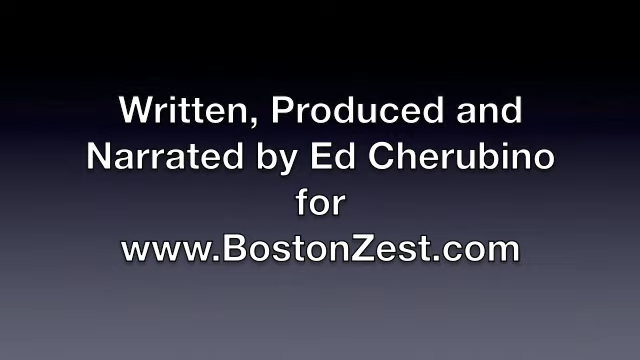 Written, Produced and
Narrated by Ed Cherubino
for
www.BostonZest.com